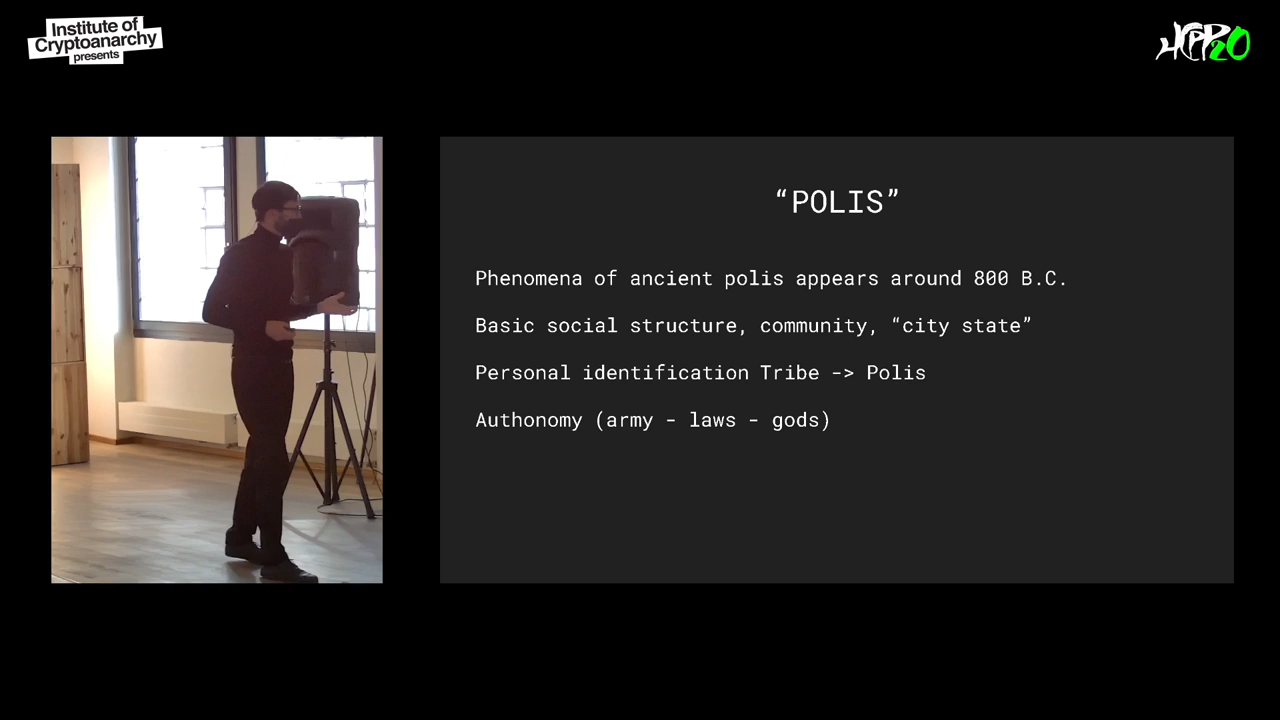 Institute of
Cryptoanarchy
presents
HCPP20
“POLIS”
Phenomena of ancient polis appears around 800 B.C.
Basic social structure, community, “city state”
Personal identification Tribe -> Polis
Authonomy (army - laws - gods)